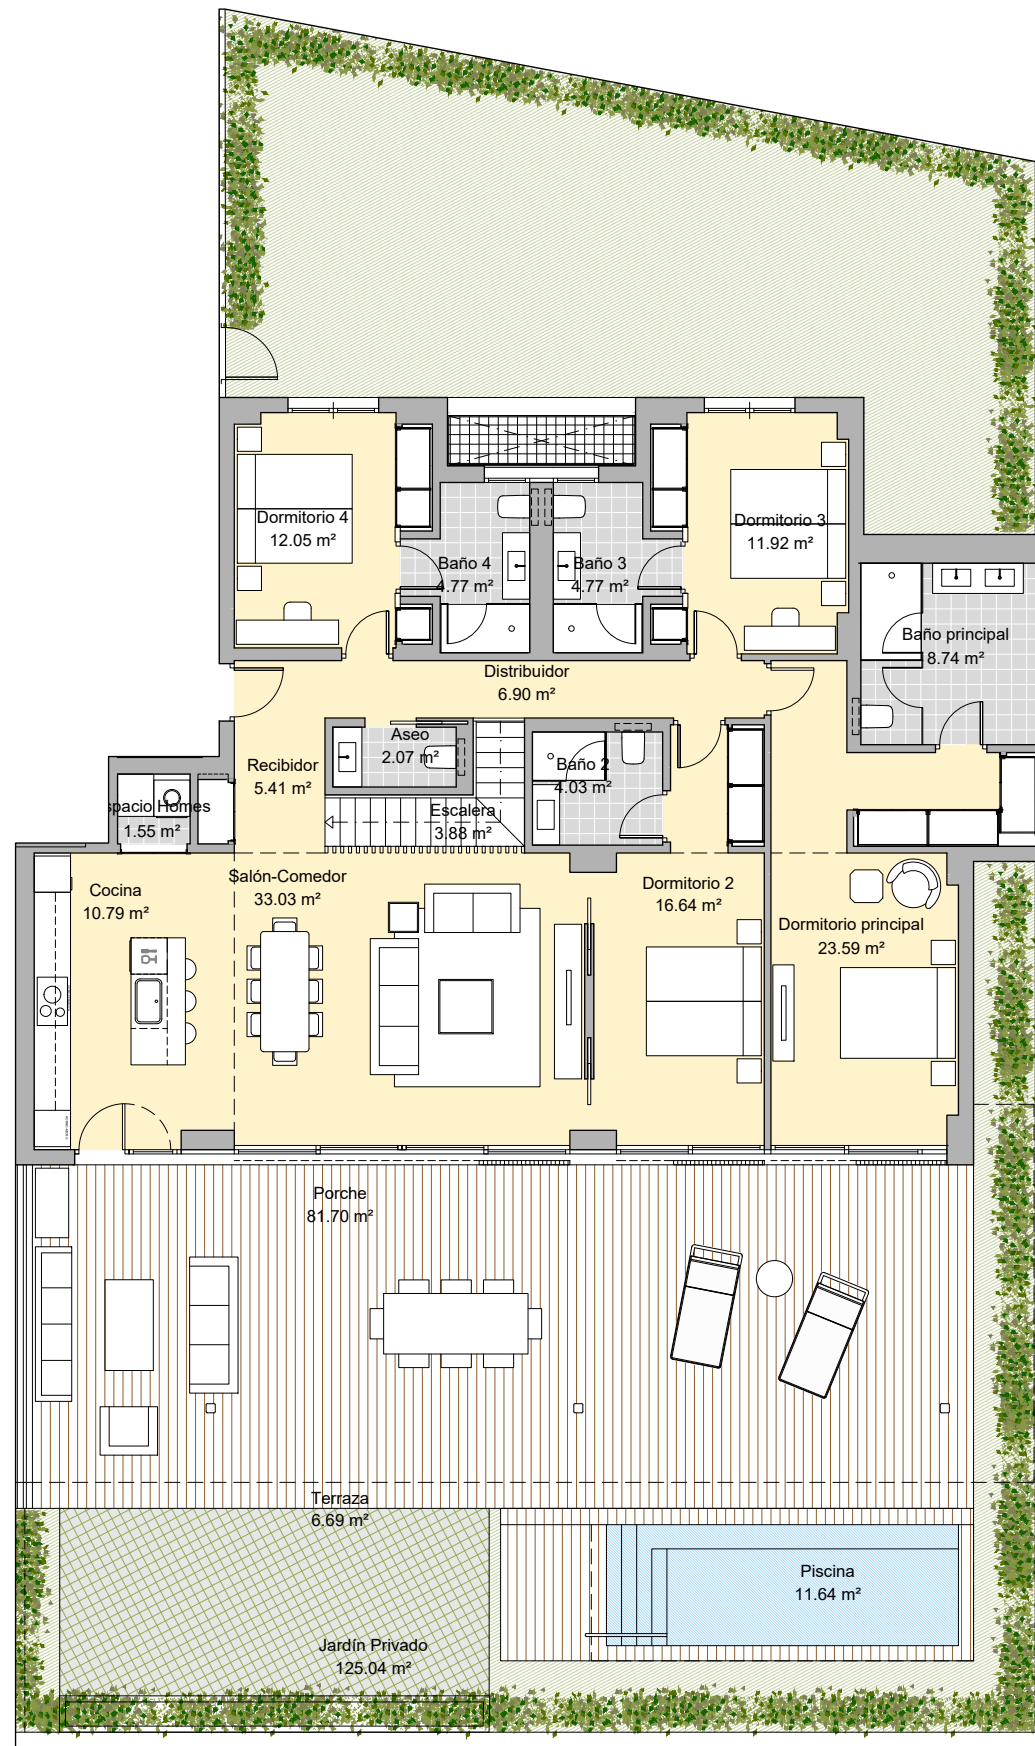 Dormitorio 4
12.05 m²
Dormitorio 3
11.92 m²
Baño 4
4.77 m²
Baño 3
4.77 m²
Baño principal
8.74 m²
Distribuidor
6.90 m²
Aseo
2.07 m²
Recibidor
5.41 m²
Baño 2
4.03 m²
spacio Homes
1.55 m²
Escalera
3.88 m²
Cocina
10.79 m²
Salón-Comedor
33.03 m²
Dormitorio 2
16.64 m²
Dormitorio principal
23.59 m²
Porche
81.70 m²
Terraza
6.69 m²
Piscina
11.64 m²
Jardín Privado
125.04 m²